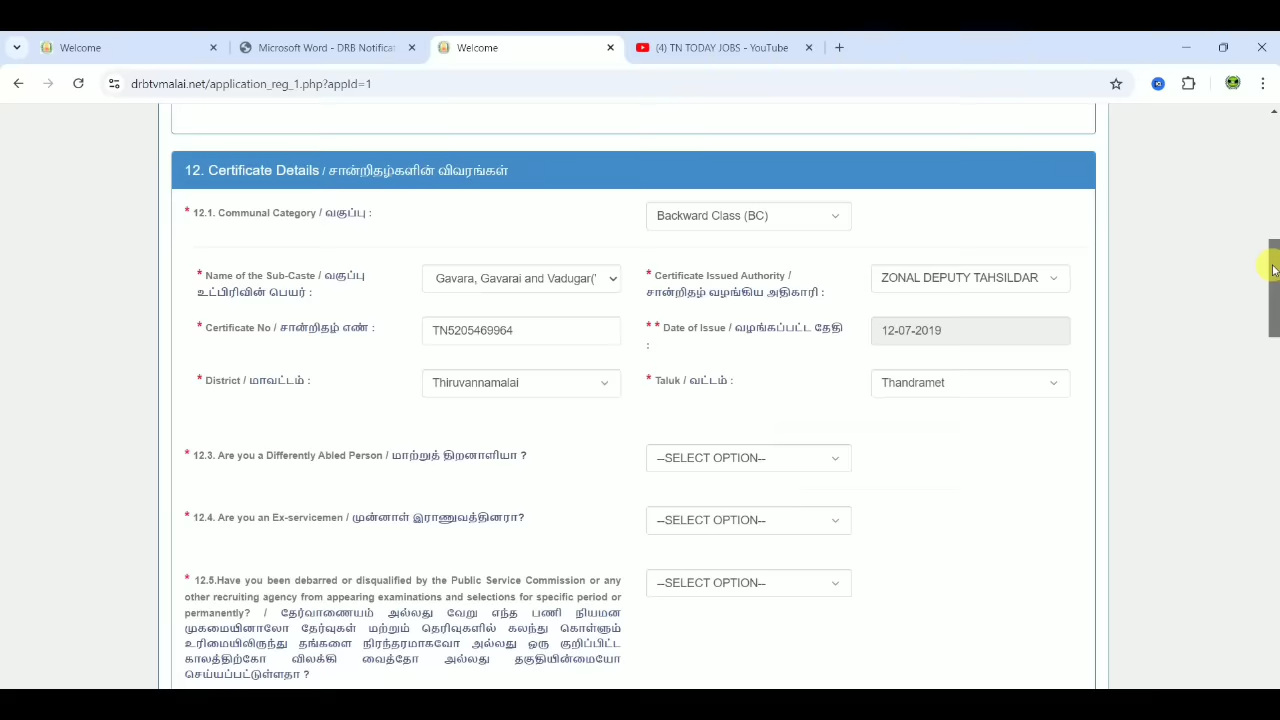 Welcome
Microsoft Word - DRB Notificat
Welcome
(4) TN TODAY JOBS - YouTube
drbtvmalai.net/application_reg_1.php?appId=1
12. Certificate Details / சான்றிதழ்களின் விவரங்கள்
* 12.1. Communal Category / வகுப்பு :
Backward Class (BC)
* Name of the Sub-Caste / வகுப்பு
உட்பிரிவின் பெயர் :
Gavara, Gavarai and Vadugar('
* Certificate Issued Authority /
சான்றிதழ் வழங்கிய அதிகாரி :
ZONAL DEPUTY TAHSILDAR
* Certificate No / சான்றிதழ் எண் :
TN5205469964
* * Date of Issue / வழங்கப்பட்ட தேதி
:
12-07-2019
* District / மாவட்டம் :
Thiruvannamalai
* Taluk / வட்டம் :
Thandramet
* 12.3. Are you a Differently Abled Person / மாற்றுத் திறனாளியா ?
--SELECT OPTION--
* 12.4. Are you an Ex-servicemen / முன்னாள் இராணுவத்தினரா?
--SELECT OPTION--
* 12.5.Have you been debarred or disqualified by the Public Service Commission or any
other recruiting agency from appearing examinations and selections for specific period or
permanently? / தேர்வாணையம் அல்லது வேறு எந்த பணி நியமன
முகமையினாலோ தேர்வுகள் மற்றும் தெரிவுகளில் கலந்து கொள்ளும்
உரிமையிலிருந்து தங்களை நிரந்தரமாகவோ அல்லது ஒரு குறிப்பிட்ட
காலத்திற்கோ விலக்கி வைத்தோ அல்லது தகுதியின்மையோ
செய்யப்பட்டுள்ளதா ?
--SELECT OPTION--